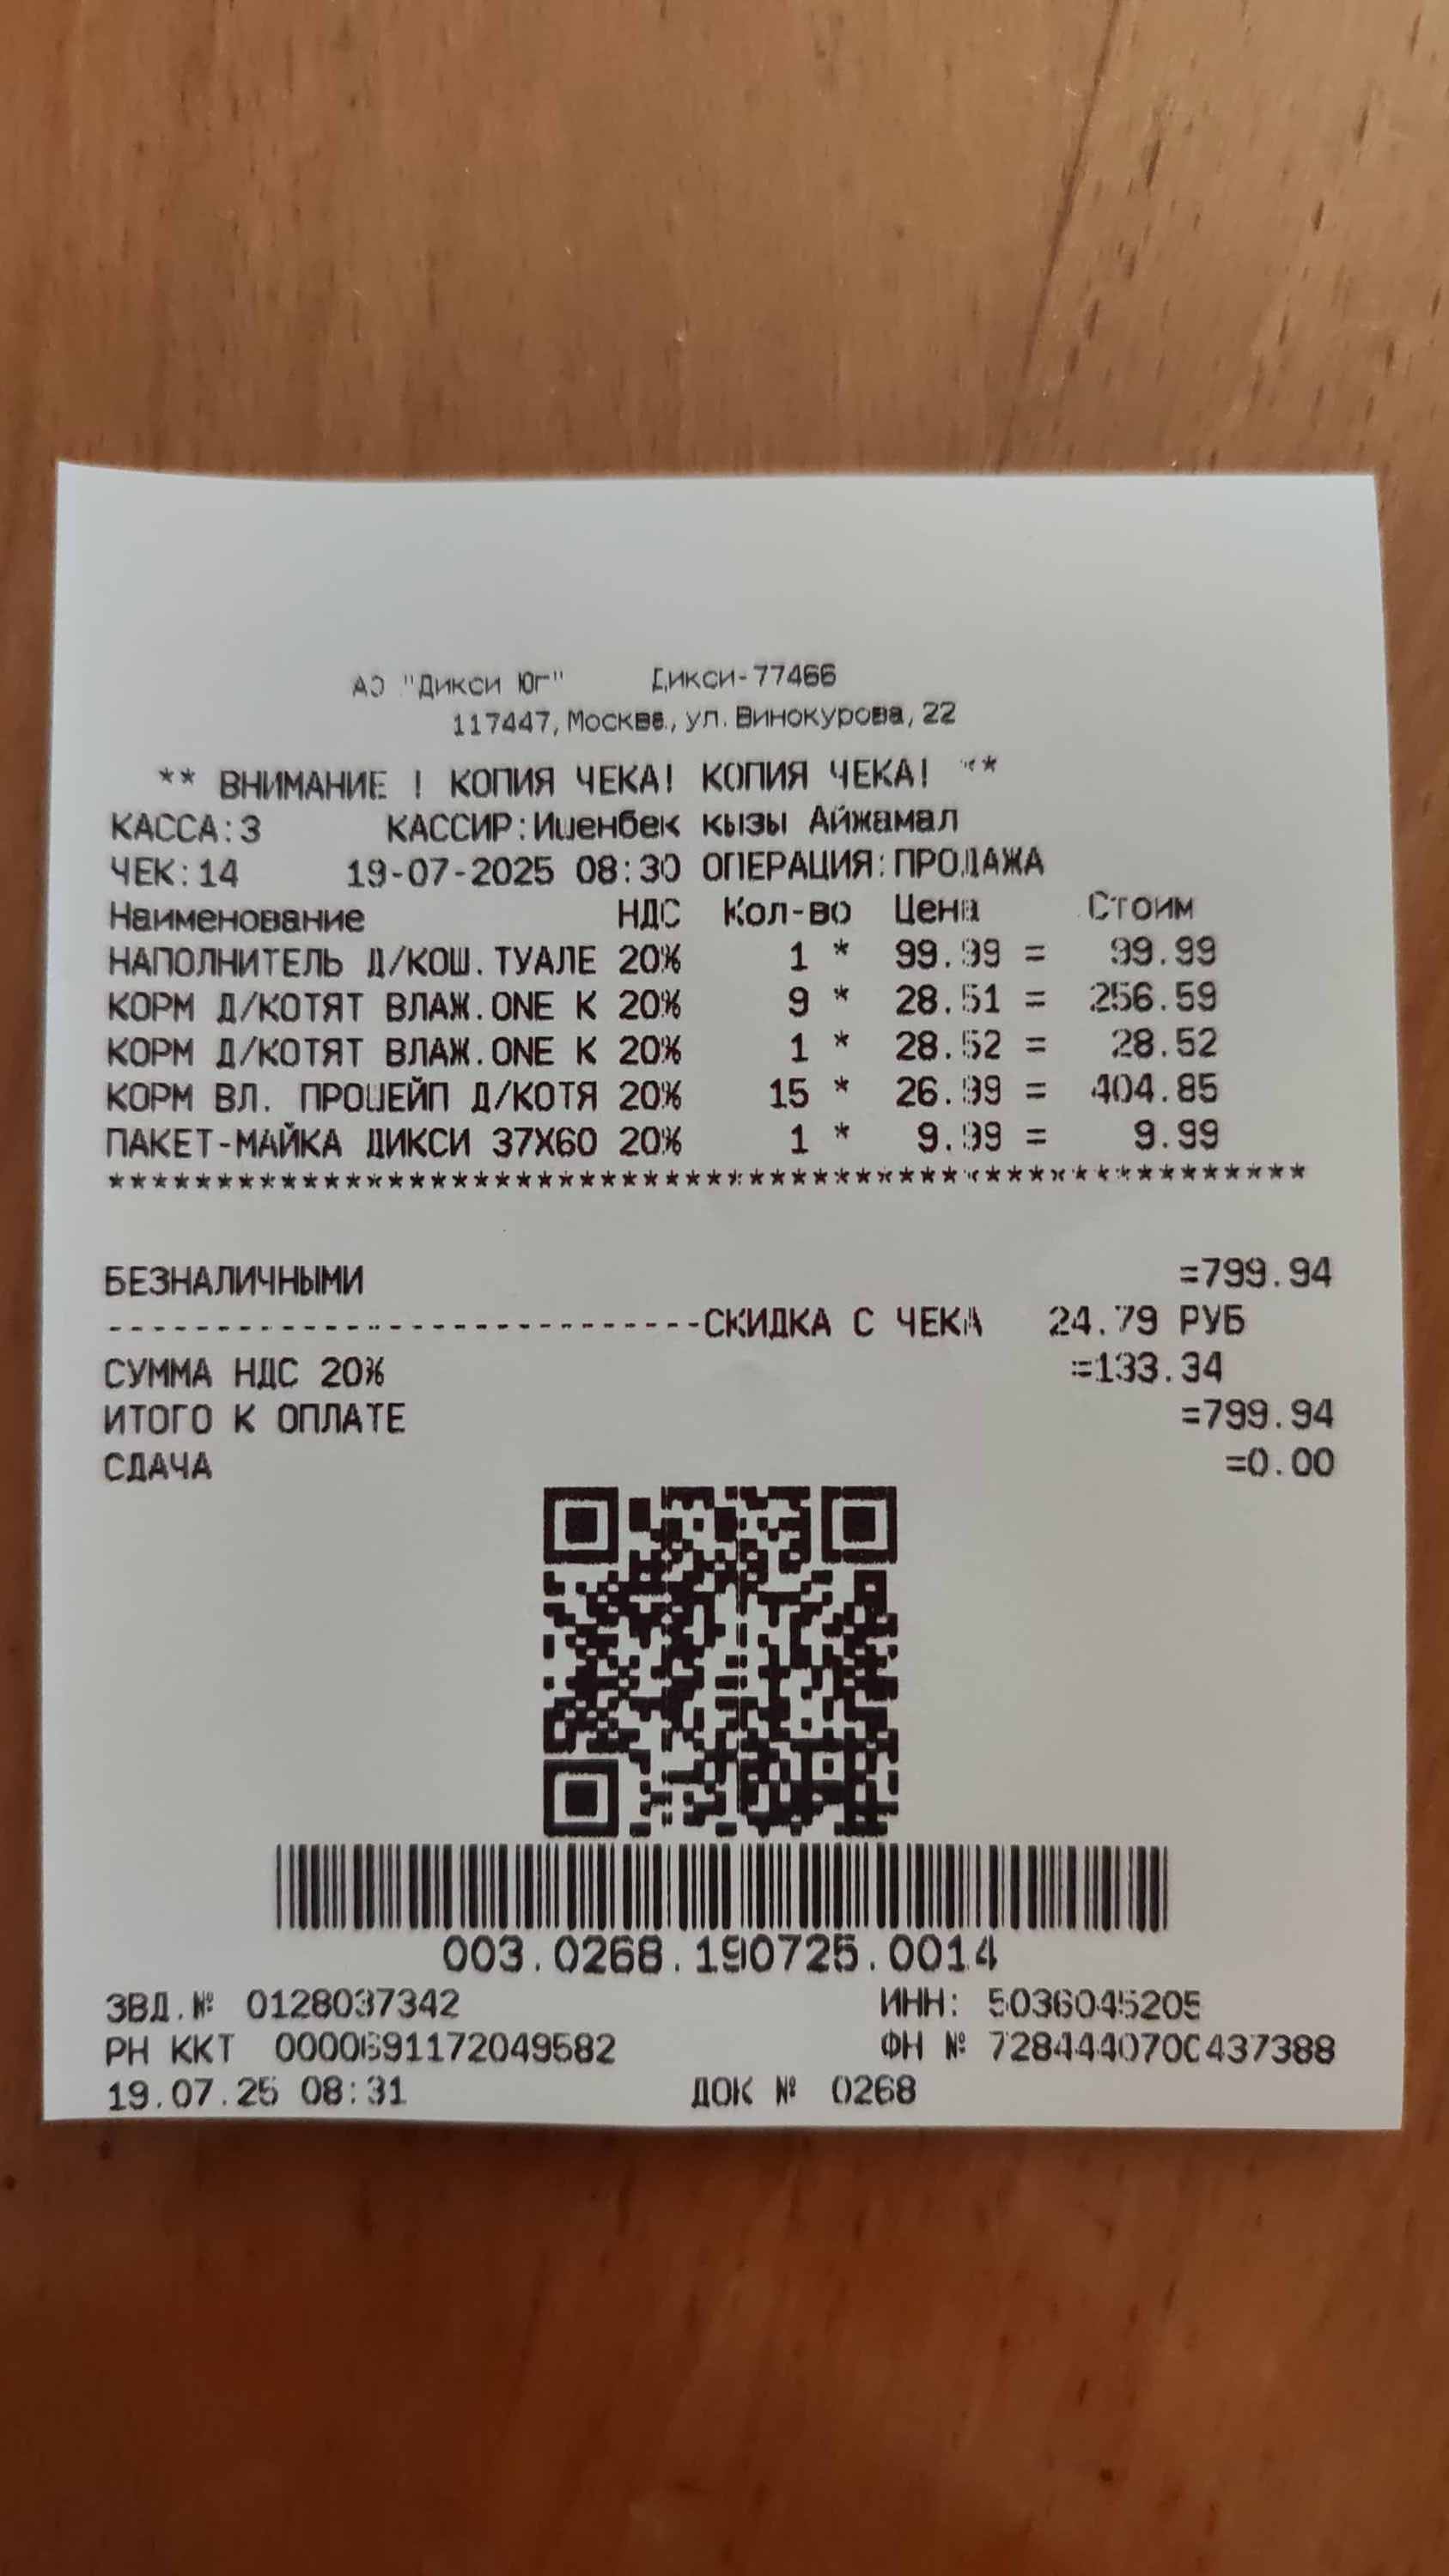 АО "Дикси Юг" Дикси-77466
117447, Москва, ул. Винокурова, 22
** ВНИМАНИЕ ! КОПИЯ ЧЕКА! КОПИЯ ЧЕКА! **
КАССА:3 КАССИР:Ишенбек кызы Айжамал
ЧЕК:14 19-07-2025 08:30 ОПЕРАЦИЯ:ПРОДАЖА
Наименование НДС Кол-во Цена Стоим
НАПОЛНИТЕЛЬ Д/КОШ.ТУАЛЕ 20% 1 * 99.99 = 99.99
КОРМ Д/КОТЯТ ВЛАЖ.ONE К 20% 9 * 28.51 = 256.59
КОРМ Д/КОТЯТ ВЛАЖ.ONE К 20% 1 * 28.52 = 28.52
КОРМ ВЛ. ПРОШЕЙП Д/КОТЯ 20% 15 * 26.99 = 404.85
ПАКЕТ-МАЙКА ДИКСИ 37X60 20% 1 * 9.99 = 9.99
********************************************************
БЕЗНАЛИЧНЫМИ =799.94
----------------------------СКИДКА С ЧЕКА 24.79 РУБ
СУММА НДС 20% =133.34
ИТОГО К ОПЛАТЕ =799.94
СДАЧА =0.00
003.0268.190725.0014
ЗВД.№ 0128037342 ИНН: 5036045205
РН ККТ 0000691172049582 ФН № 7284440700437388
19.07.25 08:31 ДОК № 0268